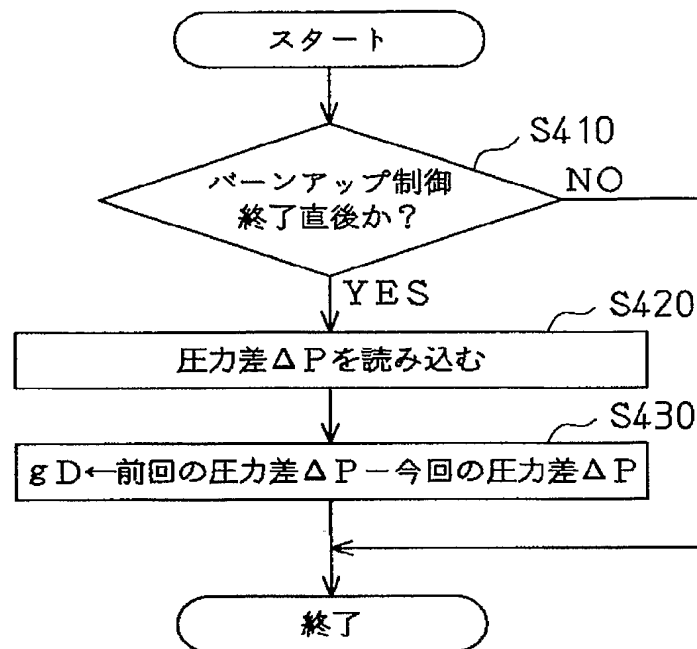 スタート
S410
バーンアップ制御
終了直後か？
NO
YES
S420
圧力差ΔPを読み込む
S430
gD←前回の圧力差ΔP－今回の圧力差ΔP
終了